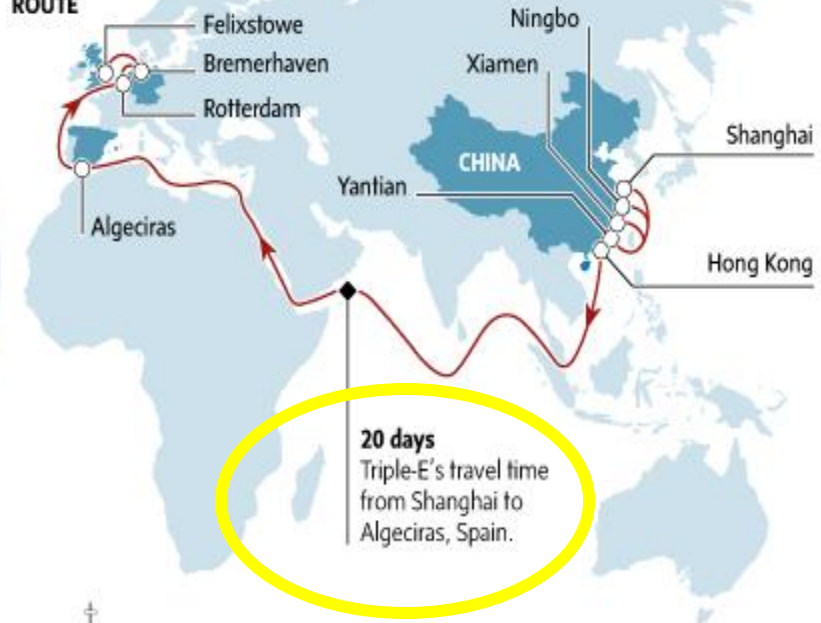 ROUTE
Felixstowe
Bremerhaven
Rotterdam
Algeciras
Ningbo
Xiamen
Shanghai
CHINA
Yantian
Hong Kong
20 days
Triple-E's travel time
from Shanghai to
Algeciras, Spain.